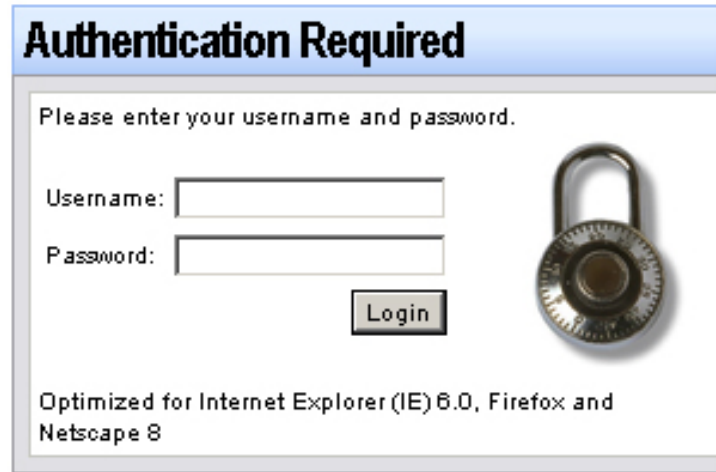 Authentication Required
Please enter your username and password.
Username:
Password:
Login
Optimized for Internet Explorer (IE) 6.0, Firefox and
Netscape 8